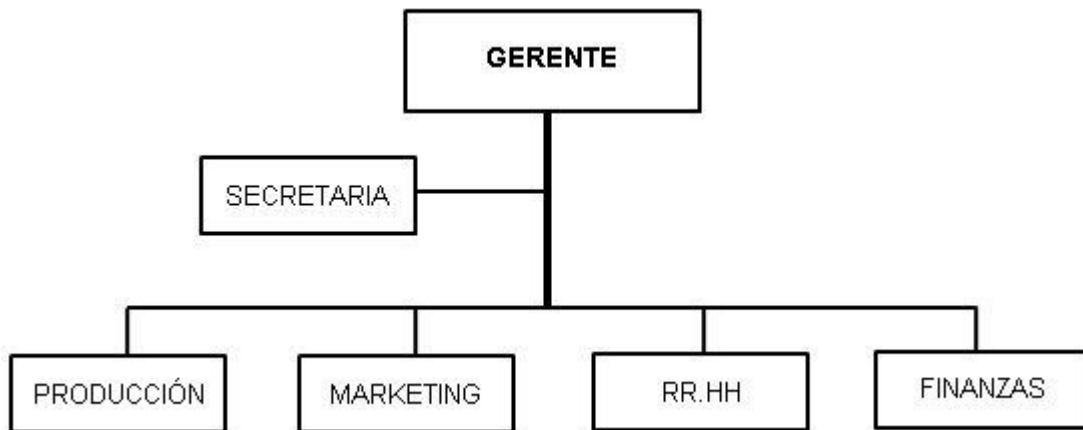 GERENTE
SECRETARIA
PRODUCCIÓN
MARKETING
RR.HH
FINANZAS